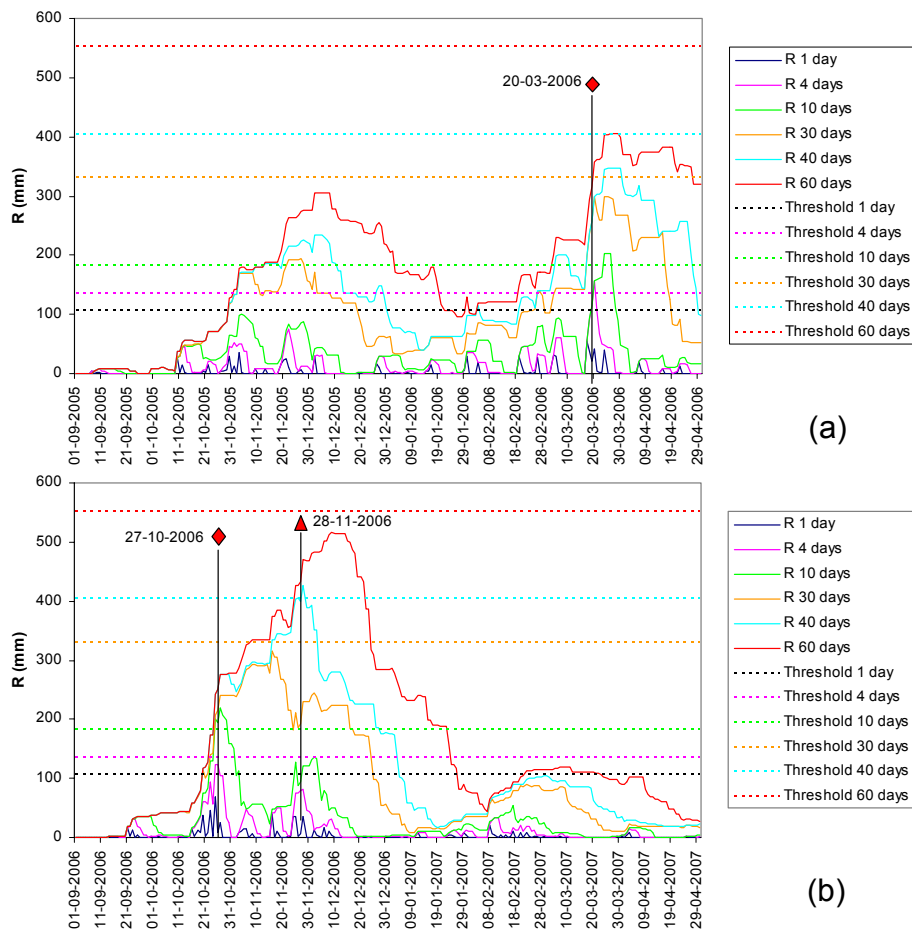 600
500
400
300
200
100
0
R (mm)
20-03-2006
01-09-2005
11-09-2005
21-09-2005
01-10-2005
11-10-2005
21-10-2005
31-10-2005
10-11-2005
20-11-2005
30-11-2005
10-12-2005
20-12-2005
30-12-2005
09-01-2006
19-01-2006
29-01-2006
08-02-2006
18-02-2006
28-02-2006
10-03-2006
20-03-2006
30-03-2006
09-04-2006
19-04-2006
29-04-2006
R 1 day
R 4 days
R 10 days
R 30 days
R 40 days
R 60 days
Threshold 1 day
Threshold 4 days
Threshold 10 days
Threshold 30 days
Threshold 40 days
Threshold 60 days
(a)
600
500
400
300
200
100
0
R (mm)
27-10-2006
28-11-2006
01-09-2006
11-09-2006
21-09-2006
01-10-2006
11-10-2006
21-10-2006
31-10-2006
10-11-2006
20-11-2006
30-11-2006
10-12-2006
20-12-2006
30-12-2006
09-01-2007
19-01-2007
29-01-2007
08-02-2007
18-02-2007
28-02-2007
10-03-2007
20-03-2007
30-03-2007
09-04-2007
19-04-2007
29-04-2007
R 1 day
R 4 days
R 10 days
R 30 days
R 40 days
R 60 days
Threshold 1 day
Threshold 4 days
Threshold 10 days
Threshold 30 days
Threshold 40 days
Threshold 60 days
(b)